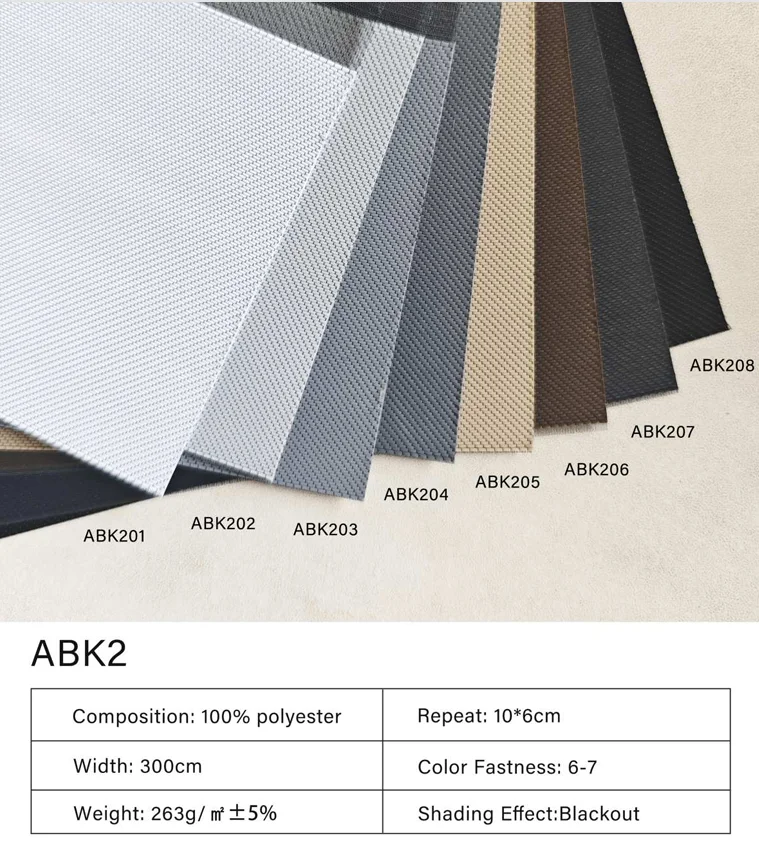 ABK208
ABK207
ABK206
ABK205
ABK204
ABK202
ABK203
ABK201
ABK2
Composition: 100% polyester
Repeat: 10*6cm
Width: 300cm
Color Fastness: 6-7
Weight: 263g/㎡±5%
Shading Effect:Blackout